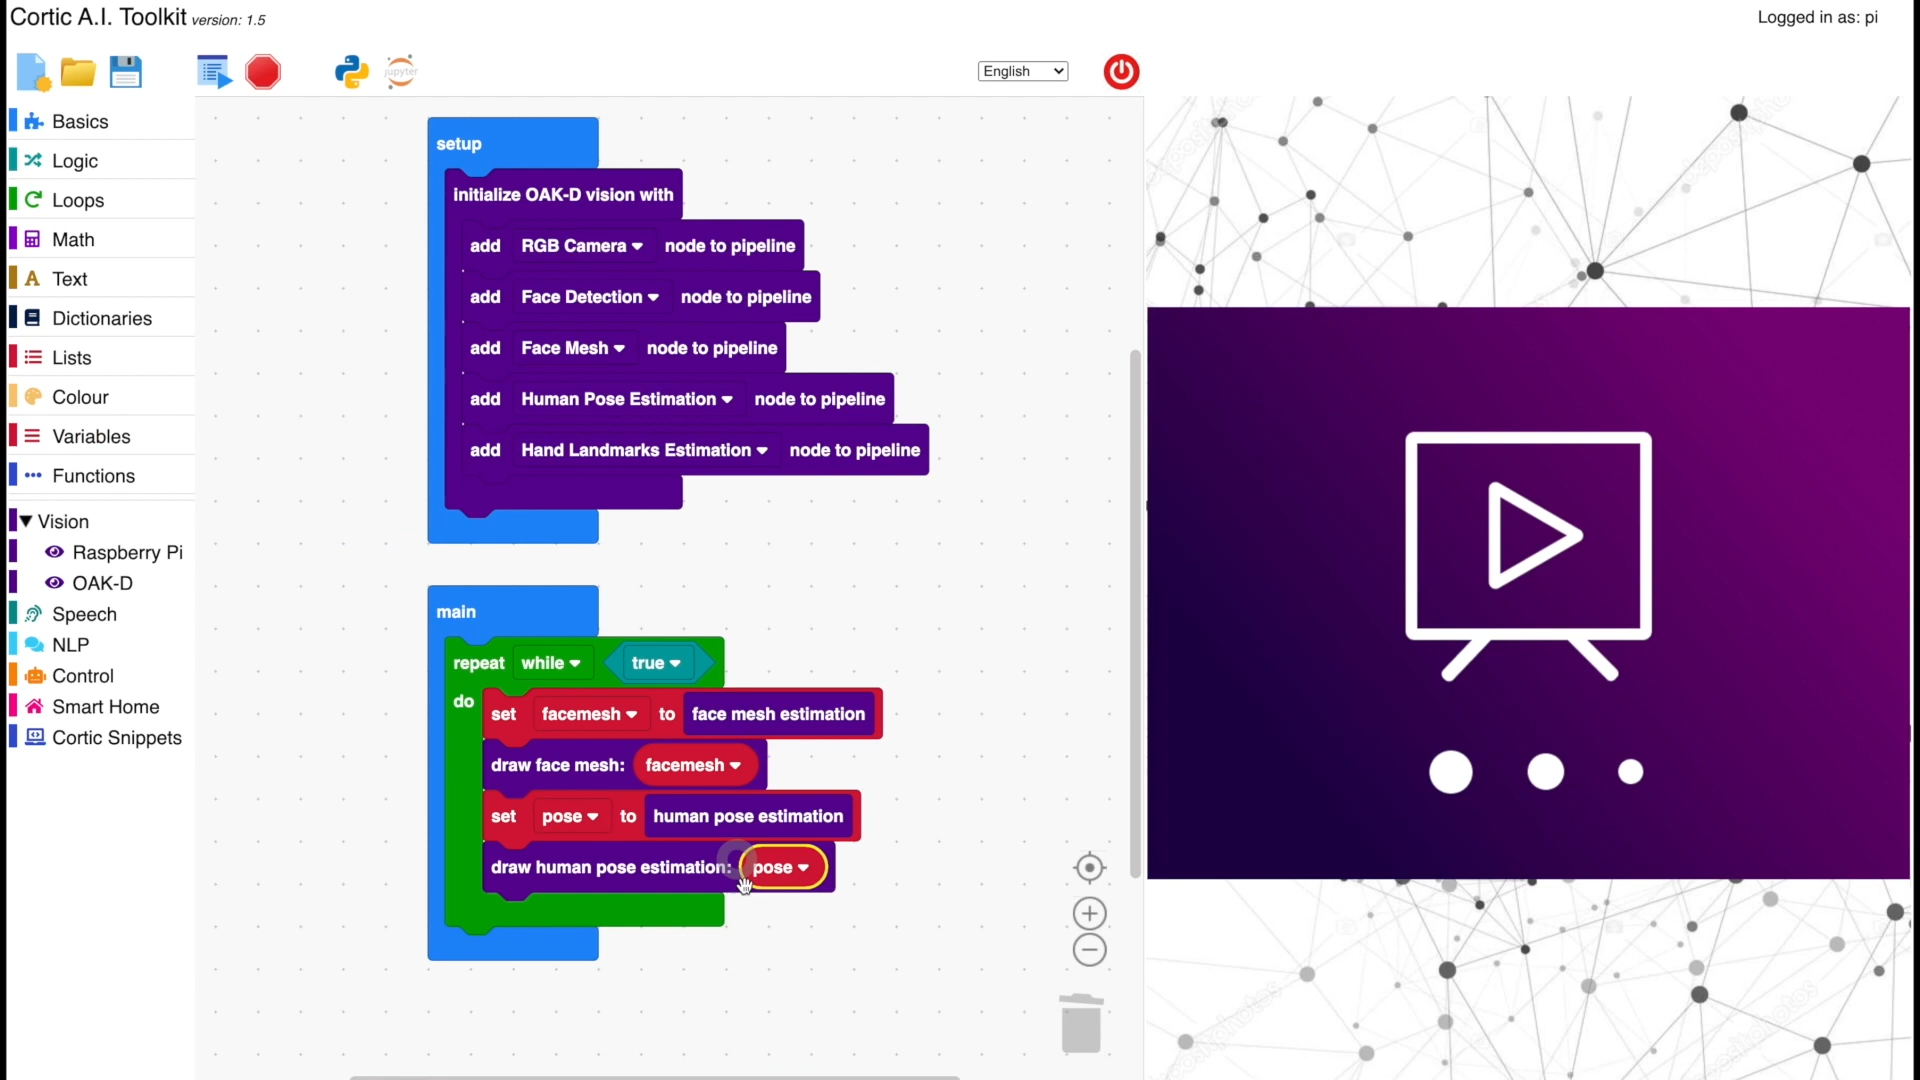 Cortic A.I. Toolkit version: 1.5
Logged in as: pi
jupyter
English
Basics
Logic
Loops
Math
Text
Dictionaries
Lists
Colour
Variables
Functions
Vision
Raspberry Pi
OAK-D
Speech
NLP
Control
Smart Home
Cortic Snippets
setup
initialize OAK-D vision with
add RGB Camera node to pipeline
add Face Detection node to pipeline
add Face Mesh node to pipeline
add Human Pose Estimation node to pipeline
add Hand Landmarks Estimation node to pipeline
main
repeat while true
do set facemesh to face mesh estimation
draw face mesh: facemesh
set pose to human pose estimation
draw human pose estimation: pose